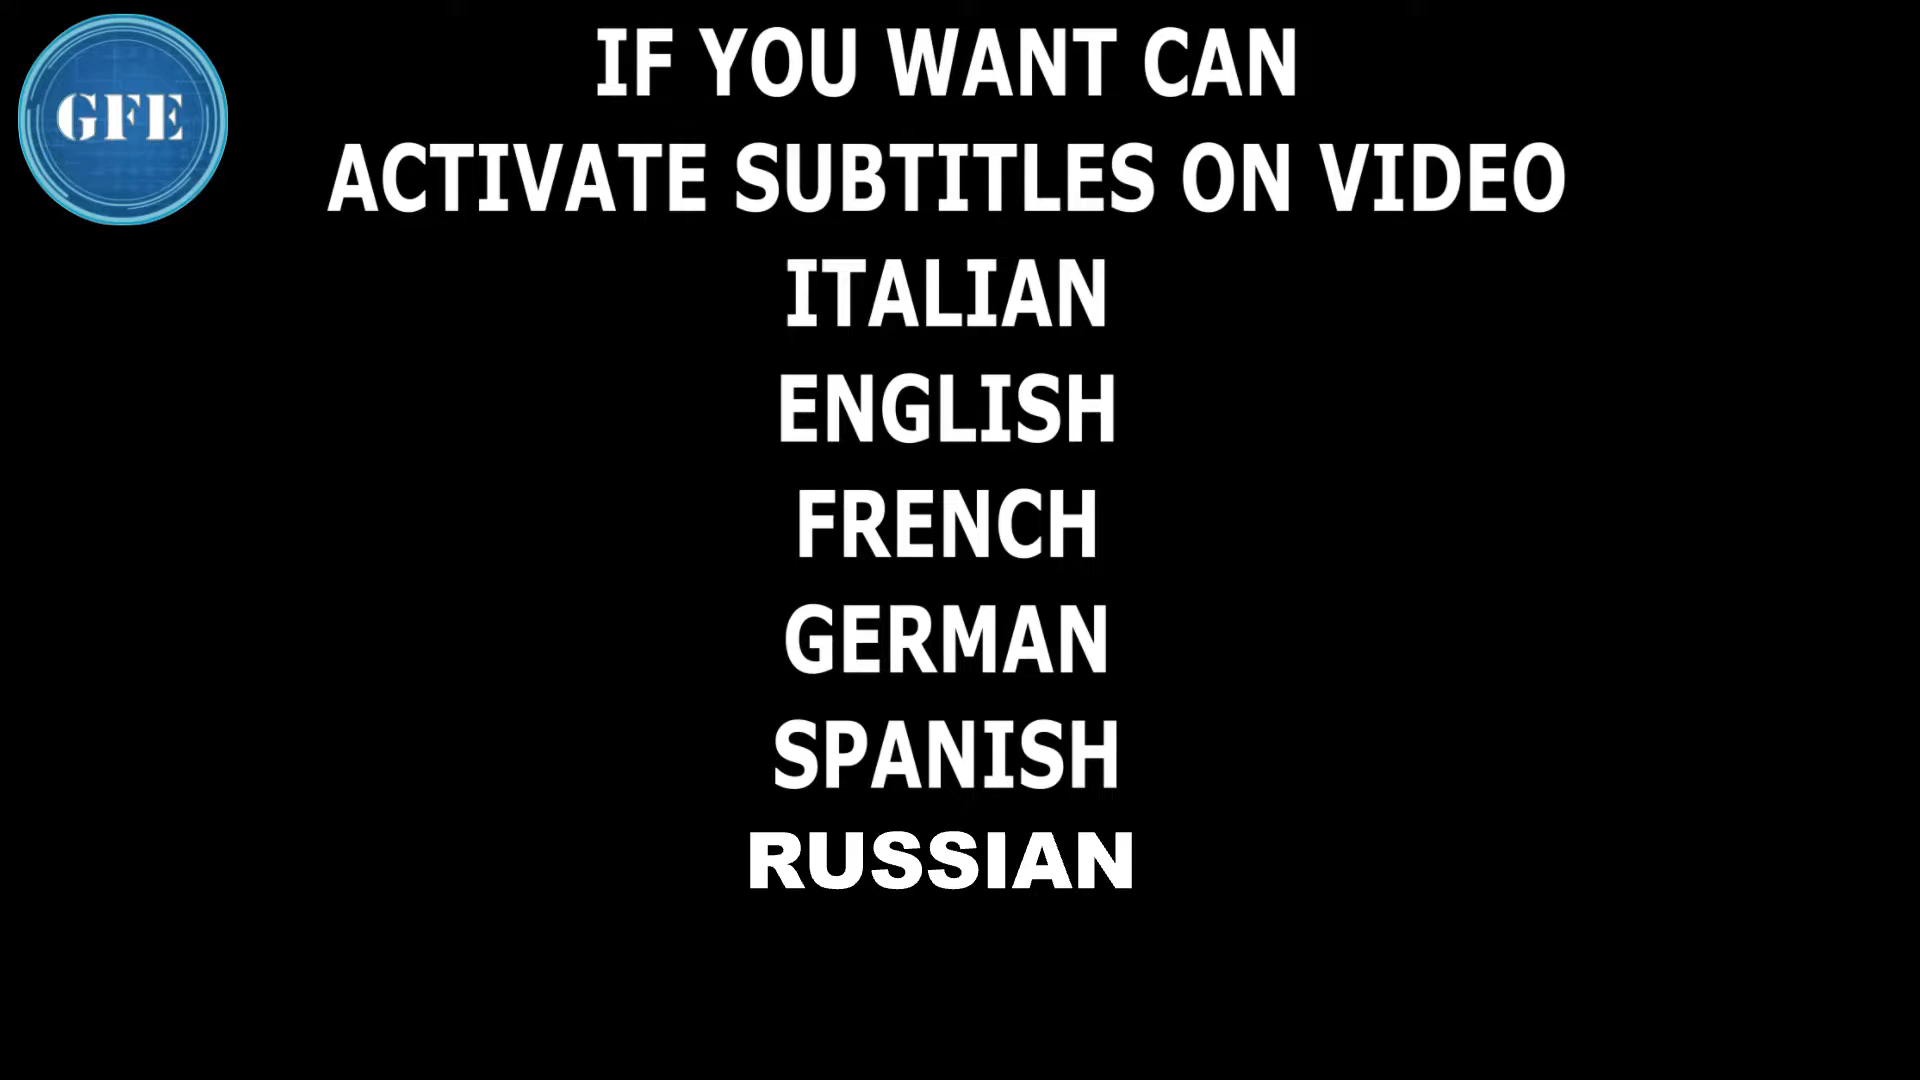 GFE
IF YOU WANT CAN
ACTIVATE SUBTITLES ON VIDEO
ITALIAN
ENGLISH
FRENCH
GERMAN
SPANISH
RUSSIAN